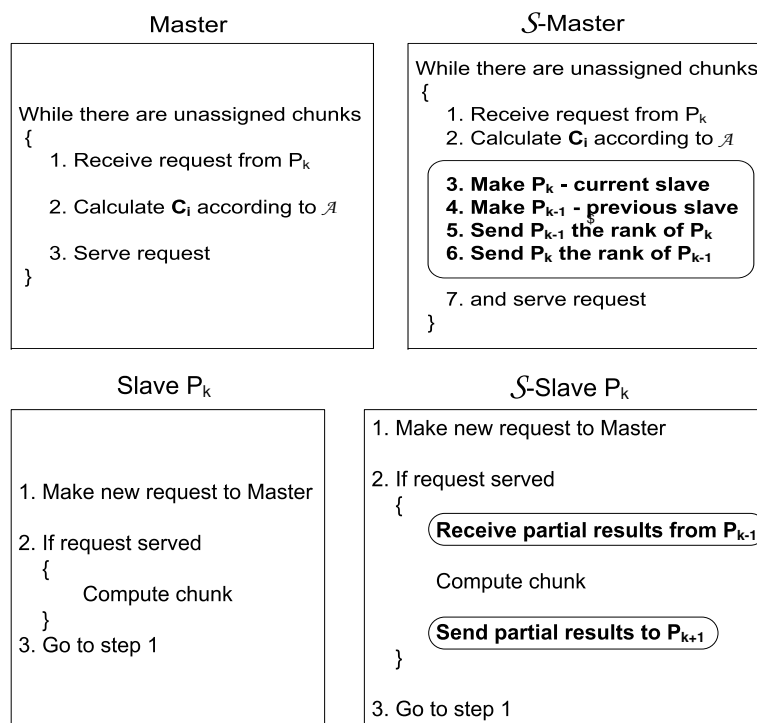 Master
While there are unassigned chunks
{
1. Receive request from Pk
2. Calculate Ci according to 𝒜
3. Serve request
}
𝒮-Master
While there are unassigned chunks
{
1. Receive request from Pk
2. Calculate Ci according to 𝒜
3. Make Pk - current slave
4. Make Pk-1 - previous slave
$
5. Send Pk-1 the rank of Pk
6. Send Pk the rank of Pk-1
7. and serve request
}
Slave Pk
1. Make new request to Master
2. If request served
{
Compute chunk
}
3. Go to step 1
𝒮-Slave Pk
1. Make new request to Master
2. If request served
{
Receive partial results from Pk-1
Compute chunk
Send partial results to Pk+1
}
3. Go to step 1